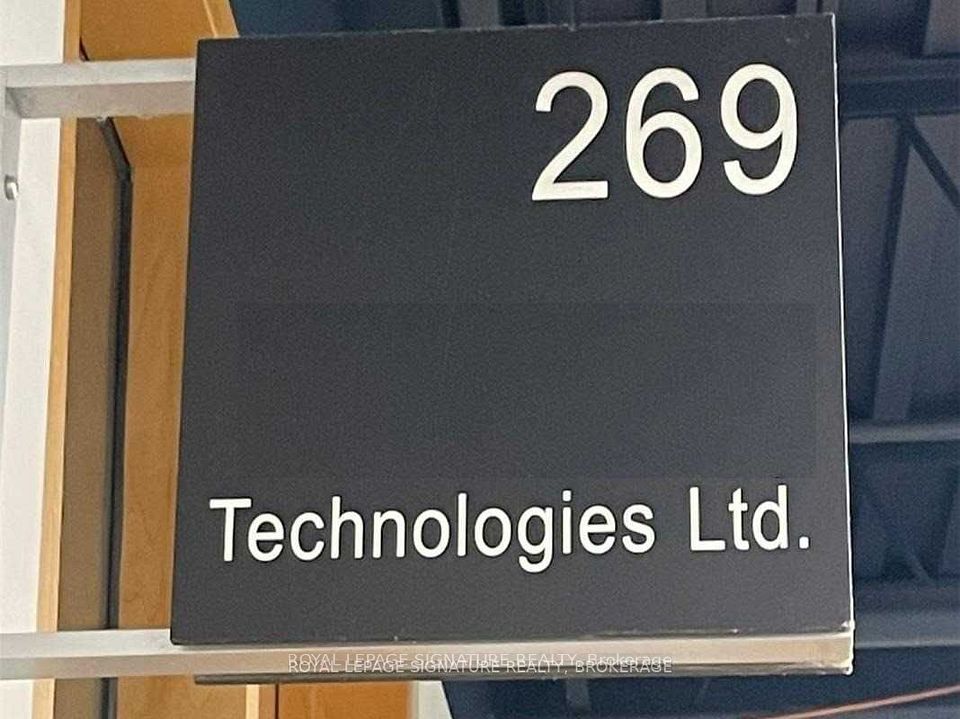 269
Technologies Ltd.
ROYAL LEPAGE SIGNATURE REALTY, Brokerage
ROYAL LEPAGE SIGNATURE REALTY, BROKERAGE